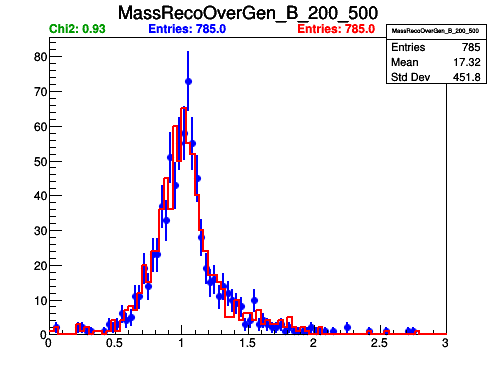 MassRecoOverGen_B_200_500
Chi2: 0.93 Entries: 785.0 Entries: 785.0
MassRecoOverGen_B_200_500
Entries 785
Mean 17.32
Std Dev 451.8
80
70
60
50
40
30
20
10
0
0 0.5 1 1.5 2 2.5 3